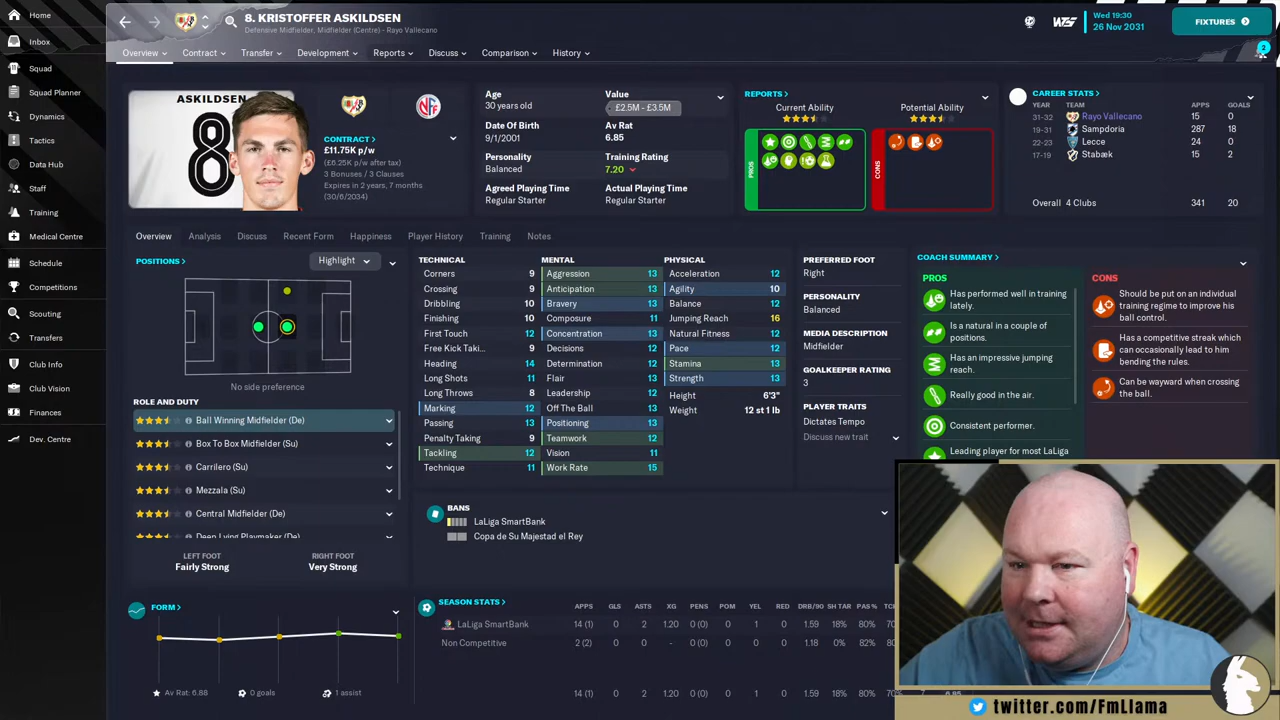 Home
Inbox
Squad
Squad Planner
Dynamics
Tactics
Data Hub
Staff
Training
Medical Centre
Schedule
Competitions
Scouting
Transfers
Club Info
Club Vision
Finances
Dev. Centre
8. KRISTOFFER ASKILDSEN
Defensive Midfielder, Midfielder (Centre) - Rayo Vallecano
Wed 19:30
26 Nov 2031
FIXTURES
2
Overview Contract Transfer Development Reports Discuss Comparison History
ASKILDSEN
8
NFF
CONTRACT
£11.75K p/w
(£6.25K p/w after tax)
3 Bonuses / 3 Clauses
Expires in 2 years, 7 months
(30/6/2034)
Age
30 years old
Value
£2.5M - £3.5M
Date Of Birth
9/1/2001
Av Rat
6.85
Personality
Balanced
Training Rating
7.20
Agreed Playing Time
Regular Starter
Actual Playing Time
Regular Starter
REPORTS
Current Ability
Potential Ability
PROS
CONS
CAREER STATS
YEAR TEAM APPS GOALS
31-32 Rayo Vallecano 15 0
19-31 Sampdoria 287 18
22-23 Lecce 24 0
17-19 Stabæk 15 2
Overall 4 Clubs 341 20
Overview Analysis Discuss Recent Form Happiness Player History Training Notes
POSITIONS
Highlight
No side preference
ROLE AND DUTY
Ball Winning Midfielder (De)
Box To Box Midfielder (Su)
Carrilero (Su)
Mezzala (Su)
Central Midfielder (De)
Deep Lying Playmaker (De)
LEFT FOOT
Fairly Strong
RIGHT FOOT
Very Strong
TECHNICAL
Corners 9
Crossing 9
Dribbling 10
Finishing 10
First Touch 12
Free Kick Taki... 9
Heading 14
Long Shots 11
Long Throws 8
Marking 12
Passing 13
Penalty Taking 9
Tackling 12
Technique 11
MENTAL
Aggression 13
Anticipation 13
Bravery 13
Composure 11
Concentration 13
Decisions 12
Determination 12
Flair 13
Leadership 12
Off The Ball 13
Positioning 13
Teamwork 12
Vision 11
Work Rate 15
PHYSICAL
Acceleration 12
Agility 10
Balance 12
Jumping Reach 16
Natural Fitness 12
Pace 12
Stamina 13
Strength 13
Height 6'3"
Weight 12 st 1 lb
PREFERRED FOOT
Right
PERSONALITY
Balanced
MEDIA DESCRIPTION
Midfielder
GOALKEEPER RATING
3
PLAYER TRAITS
Dictates Tempo
Discuss new trait
COACH SUMMARY
PROS
Has performed well in training
lately.
Is a natural in a couple of
positions.
Has an impressive jumping
reach.
Really good in the air.
Consistent performer.
Leading player for most LaLiga
CONS
Should be put on an individual
training regime to improve his
ball control.
Has a competitive streak which
can occasionally lead to him
bending the rules.
Can be wayward when crossing
the ball.
BANS
LaLiga SmartBank
Copa de Su Majestad el Rey
FORM
Av Rat: 6.88 0 goals 1 assist
SEASON STATS APPS GLS ASTS XG PENS POM YEL RED DRB/90 SH TAR PAS %
LaLiga SmartBank 14 (1) 0 2 1.20 0 (0) 0 1 0 1.59 18% 80%
Non Competitive 2 (2) 0 0 - 0 (0) 0 0 0 1.18 0% 82%
14 (1) 0 2 1.20 0 (0) 0 1 0 1.59 18% 80%
twitter.com/FmLlama